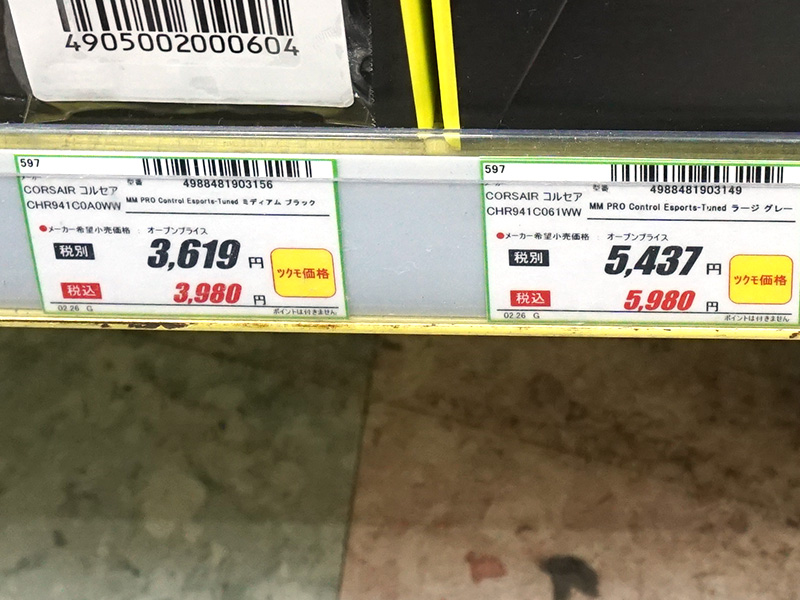 4905002000604
597
4988481903156
CORSAIR コルセア
型番
CHR941C0A0WW
MM PRO Control Esports-Tuned ミディアム ブラック
●メーカー希望小売価格 : オープンプライス
税別 3,619 円
税込 3,980 円
ツクモ価格
02.26 G
ポイントは付きません
597
4988481903149
CORSAIR コルセア
型番
CHR941C061WW
MM PRO Control Esports-Tuned ラージ グレー
●メーカー希望小売価格 : オープンプライス
税別 5,437 円
税込 5,980 円
ツクモ価格
02.26 G
ポイントは付きません